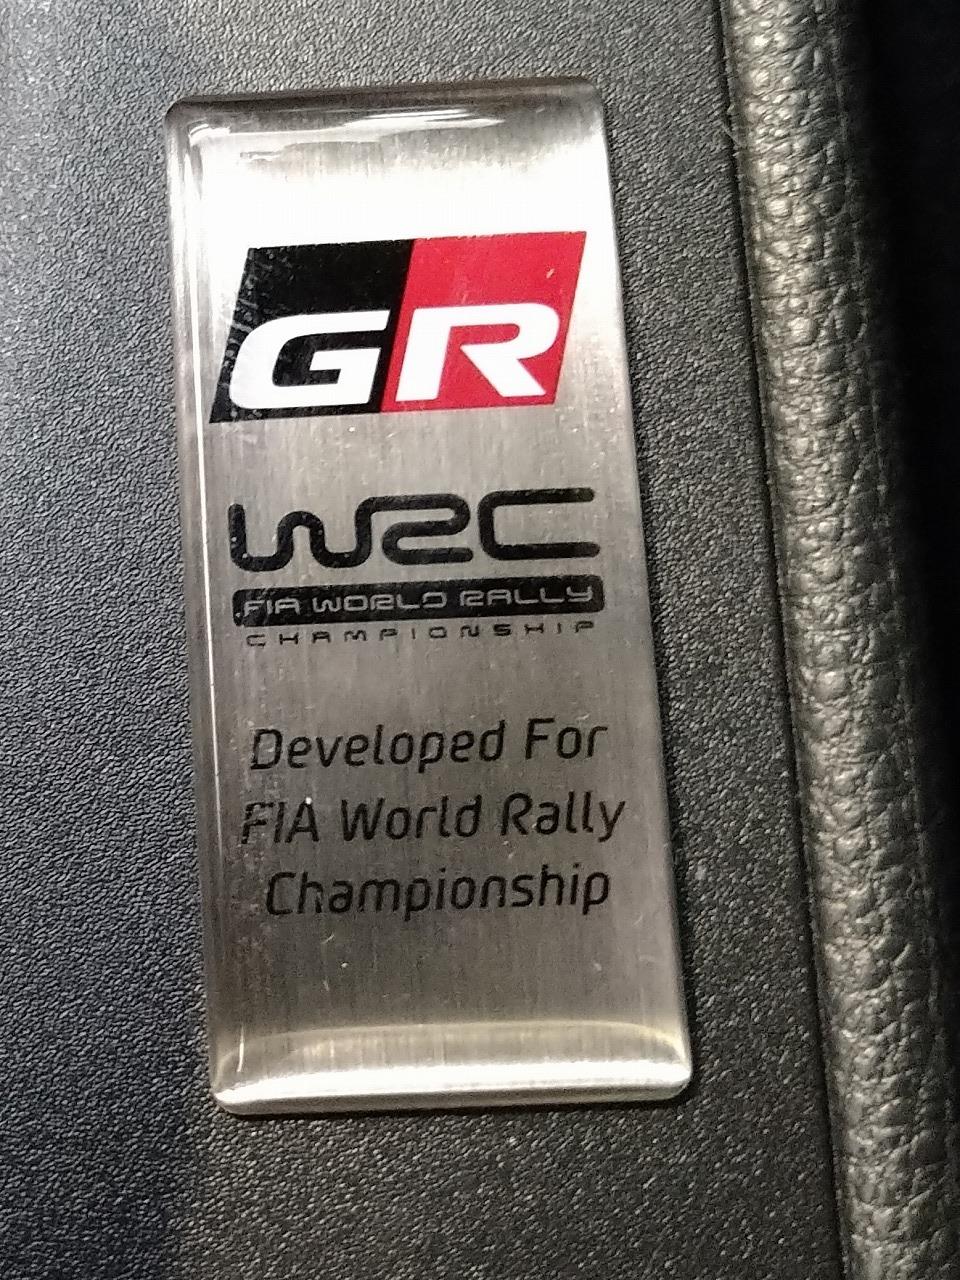 GR
WRC
FIA WORLD RALLY
CHAMPIONSHIP
Developed For
FIA World Rally
Championship